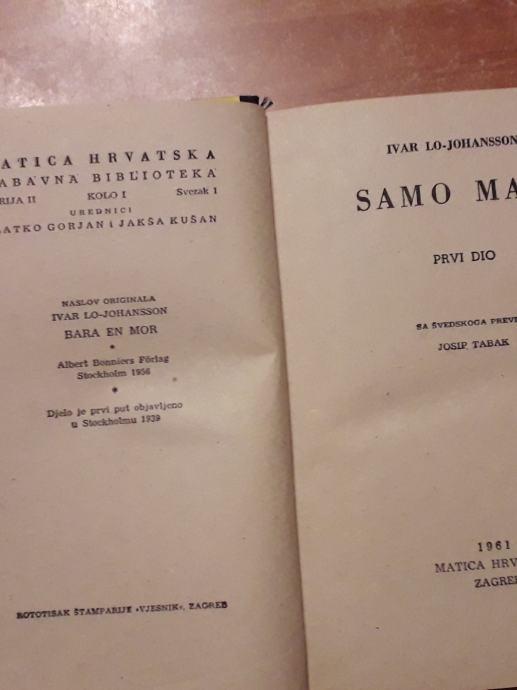 ATICA HRVATSKA
ABAVNA BIBLIOTEKA
RIJA II KOLO I Svezak 1
UREDNICI
ATKO GORJAN i JAKŠA KUŠAN
NASLOV ORIGINALA
IVAR LO-JOHANSSON
BARA EN MOR
*
Albert Bonniers Förlag
Stockholm 1956
*
Djelo je prvi put objavljeno
u Stockholmu 1939
ROTOTISAK ŠTAMPARIJE »VJESNIK«, ZAGREB
IVAR LO-JOHANSSON
SAMO MA
PRVI DIO
SA ŠVEDSKOGA PREVE
JOSIP TABAK
1961
MATICA HRV
ZAGRE